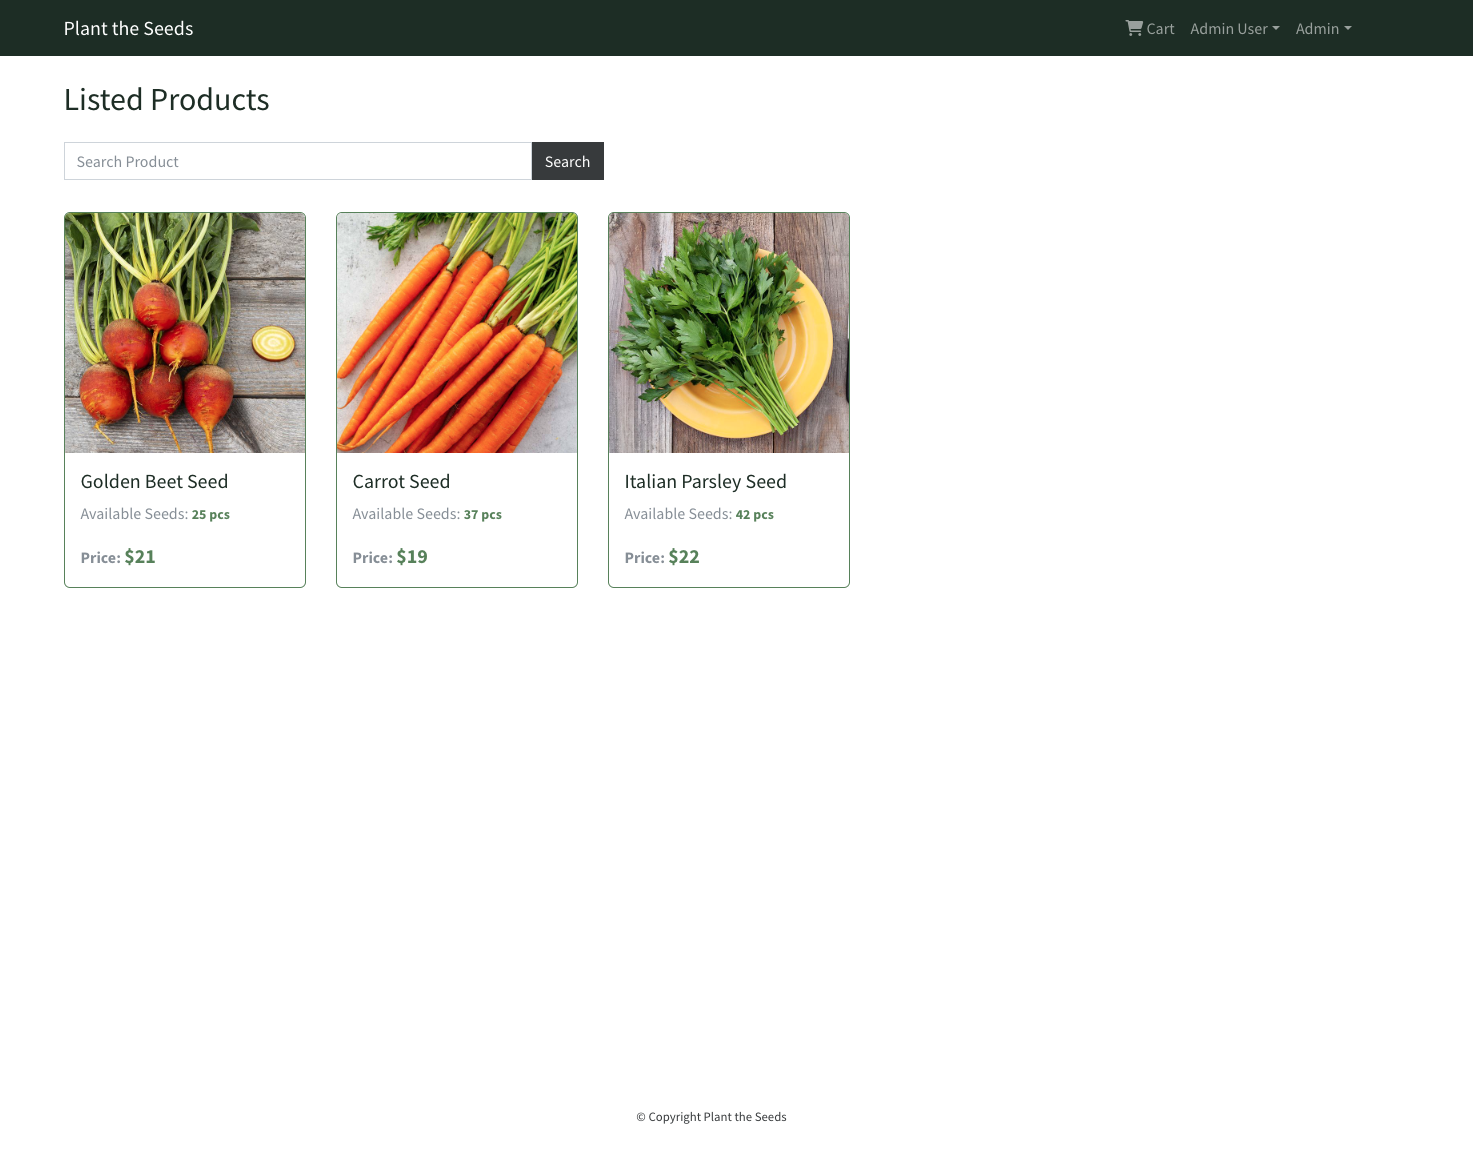 Plant the Seeds
Cart
Admin User
Admin
Listed Products
Search Product
Search
Golden Beet Seed
Available Seeds: 25 pcs
Price: $21
Carrot Seed
Available Seeds: 37 pcs
Price: $19
Italian Parsley Seed
Available Seeds: 42 pcs
Price: $22
© Copyright Plant the Seeds